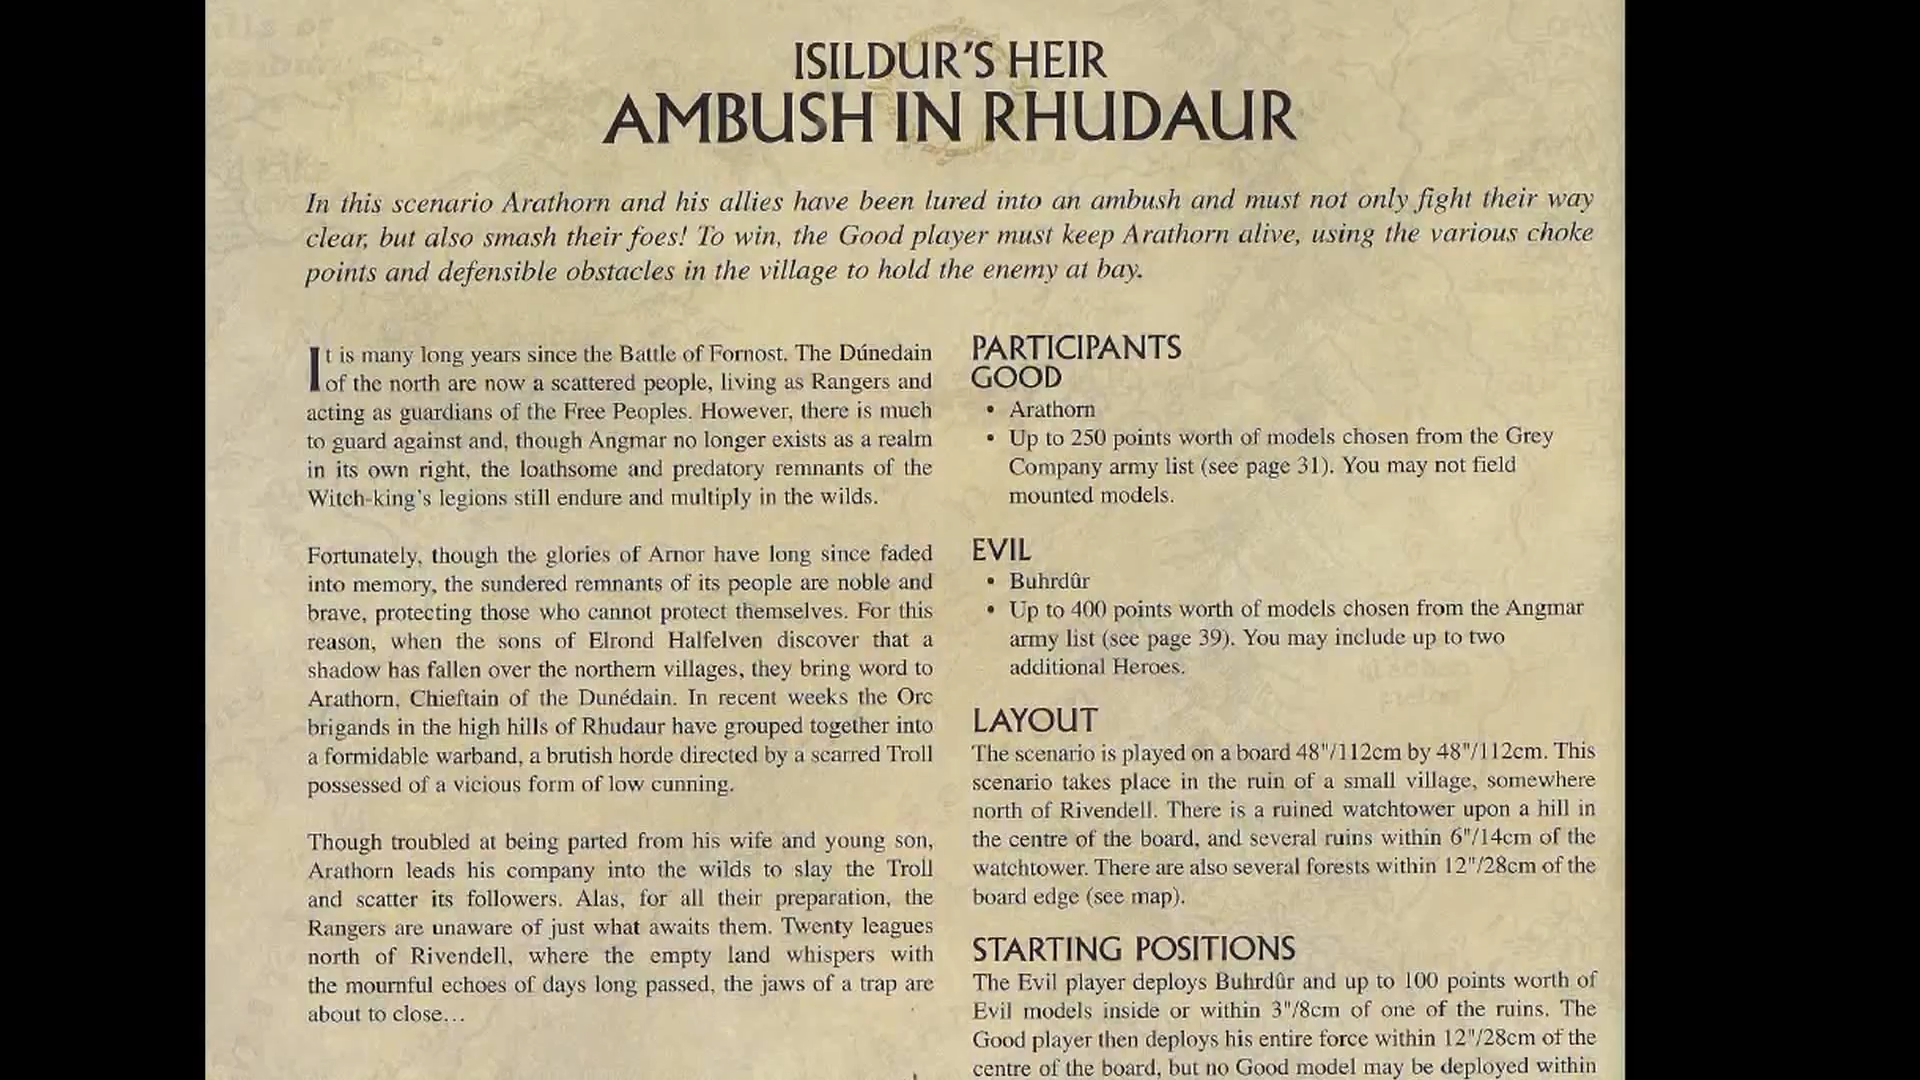 ISILDUR'S HEIR
AMBUSH IN RHUDAUR
In this scenario Arathorn and his allies have been lured into an ambush and must not only fight their way
clear, but also smash their foes! To win, the Good player must keep Arathorn alive, using the various choke
points and defensible obstacles in the village to hold the enemy at bay.
It is many long years since the Battle of Fornost. The Dúnedain
of the north are now a scattered people, living as Rangers and
acting as guardians of the Free Peoples. However, there is much
to guard against and, though Angmar no longer exists as a realm
in its own right, the loathsome and predatory remnants of the
Witch-king's legions still endure and multiply in the wilds.
Fortunately, though the glories of Arnor have long since faded
into memory, the sundered remnants of its people are noble and
brave, protecting those who cannot protect themselves. For this
reason, when the sons of Elrond Halfelven discover that a
shadow has fallen over the northern villages, they bring word to
Arathorn, Chieftain of the Dunédain. In recent weeks the Orc
brigands in the high hills of Rhudaur have grouped together into
a formidable warband, a brutish horde directed by a scarred Troll
possessed of a vicious form of low cunning.
Though troubled at being parted from his wife and young son,
Arathorn leads his company into the wilds to slay the Troll
and scatter its followers. Alas, for all their preparation, the
Rangers are unaware of just what awaits them. Twenty leagues
north of Rivendell, where the empty land whispers with
the mournful echoes of days long passed, the jaws of a trap are
about to close…
PARTICIPANTS
GOOD
• Arathorn
• Up to 250 points worth of models chosen from the Grey
Company army list (see page 31). You may not field
mounted models.
EVIL
• Buhrdûr
• Up to 400 points worth of models chosen from the Angmar
army list (see page 39). You may include up to two
additional Heroes.
LAYOUT
The scenario is played on a board 48"/112cm by 48"/112cm. This
scenario takes place in the ruin of a small village, somewhere
north of Rivendell. There is a ruined watchtower upon a hill in
the centre of the board, and several ruins within 6"/14cm of the
watchtower. There are also several forests within 12"/28cm of the
board edge (see map).
STARTING POSITIONS
The Evil player deploys Buhrdûr and up to 100 points worth of
Evil models inside or within 3"/8cm of one of the ruins. The
Good player then deploys his entire force within 12"/28cm of the
centre of the board, but no Good model may be deployed within